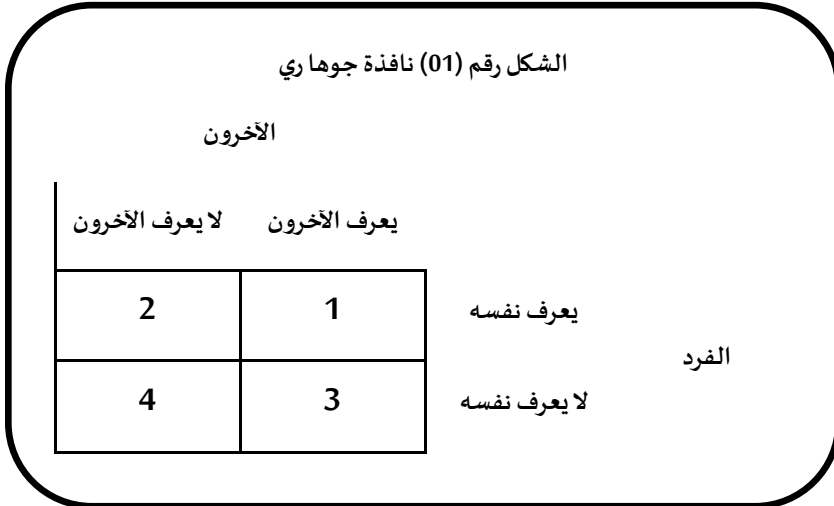 الشكل رقم (01) نافذة جوها ري
الآخرون
يعرف الآخرون لا يعرف الآخرون
يعرف نفسه 1 2
الفرد
لا يعرف نفسه 3 4